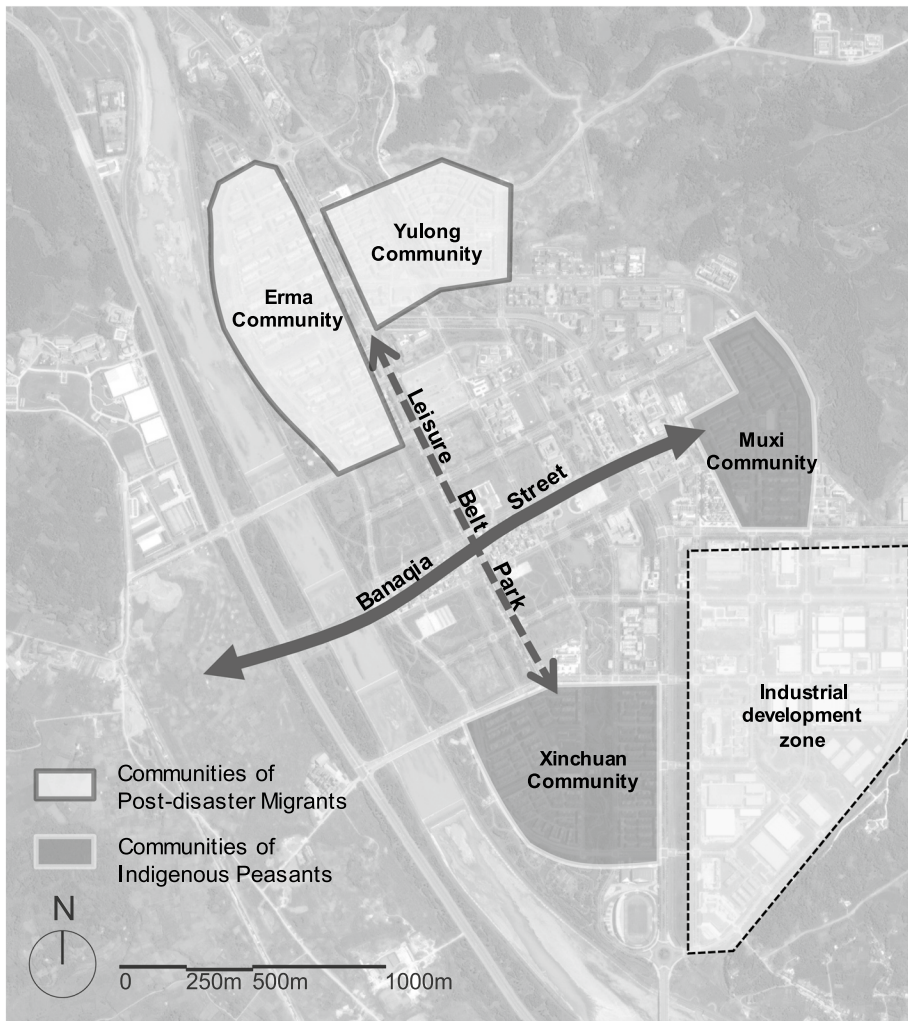 Yulong
Community
Erma
Community
Leisure
Belt
Park
Banaqia
Street
Muxi
Community
Industrial
development
zone
Xinchuan
Community
Communities of
Post-disaster Migrants
Communities of
Indigenous Peasants
N
0 250m 500m 1000m